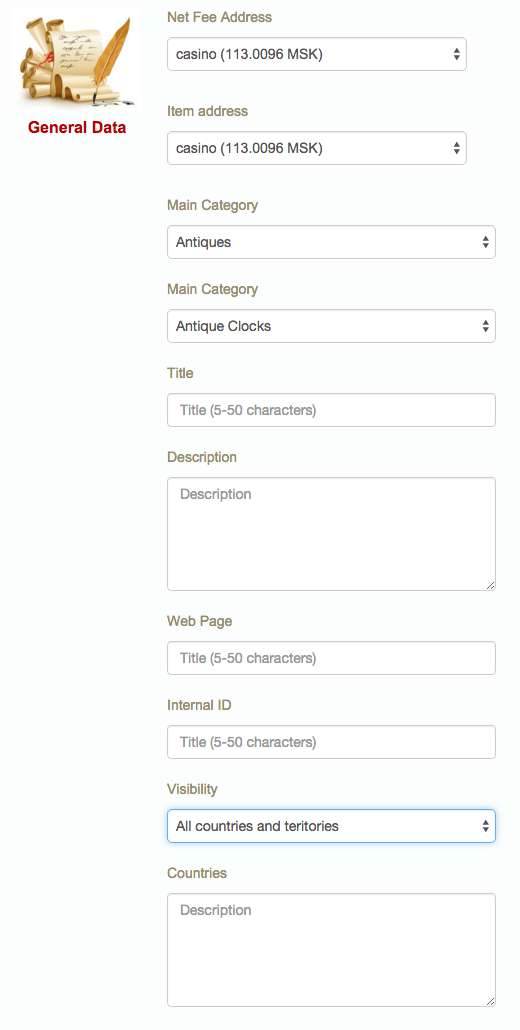 General Data
Net Fee Address
casino (113.0096 MSK)
Item address
casino (113.0096 MSK)
Main Category
Antiques
Main Category
Antique Clocks
Title
Title (5-50 characters)
Description
Description
Web Page
Title (5-50 characters)
Internal ID
Title (5-50 characters)
Visibility
All countries and teritories
Countries
Description